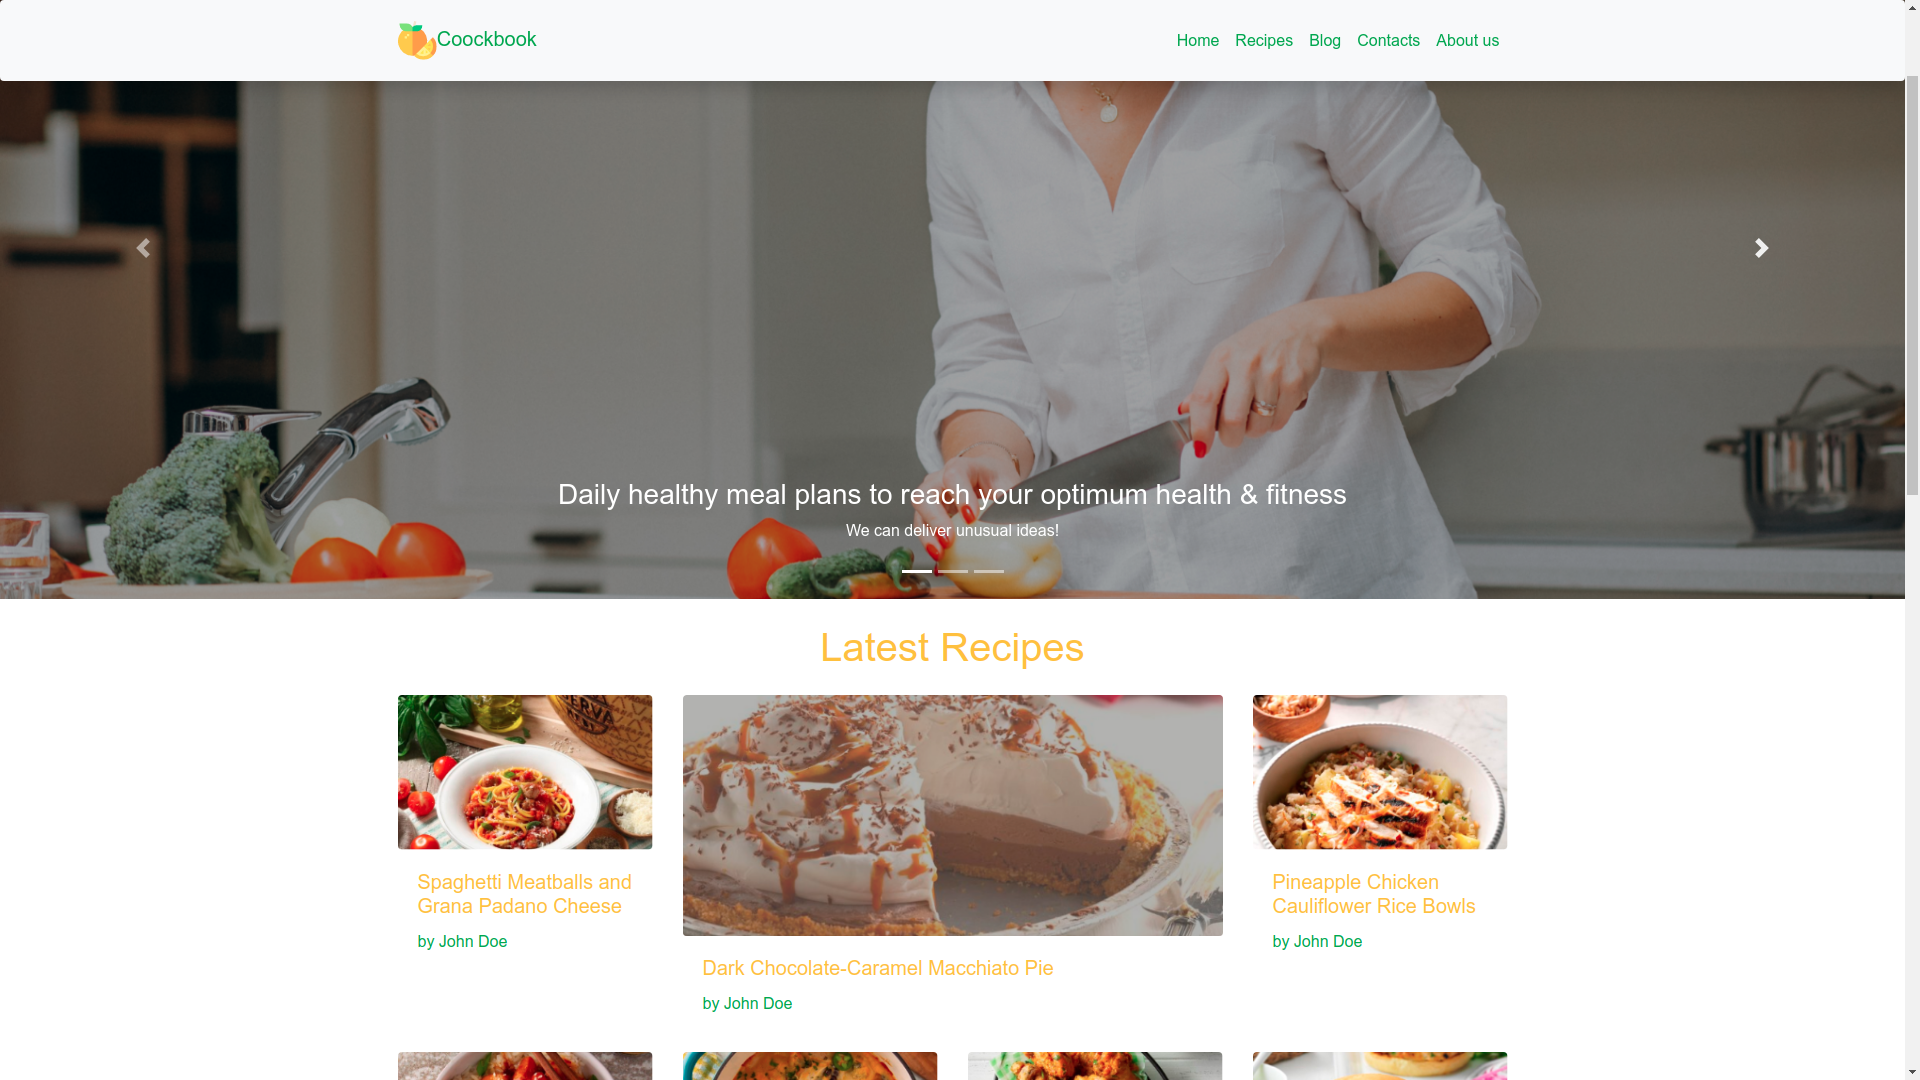 Coockbook
Home Recipes Blog Contacts About us
Daily healthy meal plans to reach your optimum health & fitness
We can deliver unusual ideas!
Latest Recipes
Spaghetti Meatballs and
Grana Padano Cheese
by John Doe
Dark Chocolate-Caramel Macchiato Pie
by John Doe
Pineapple Chicken
Cauliflower Rice Bowls
by John Doe